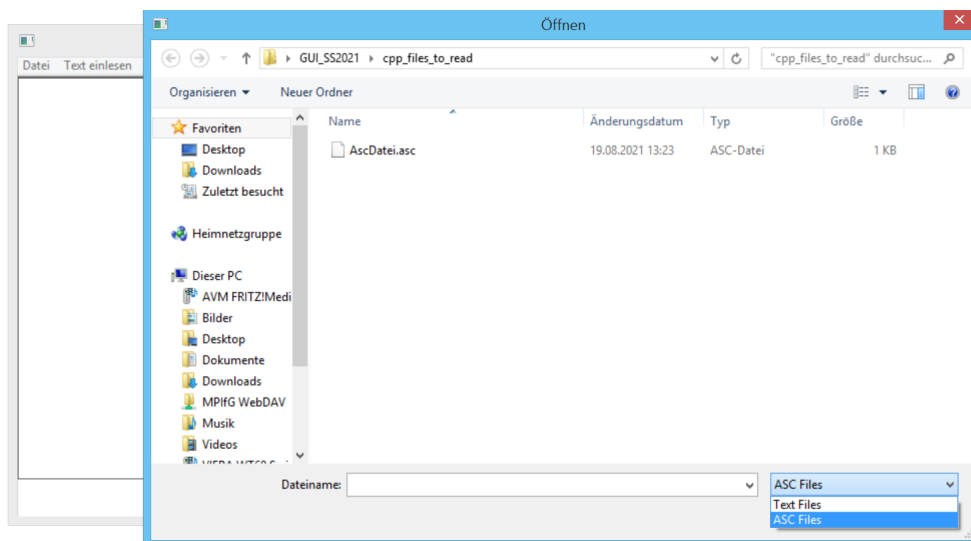 Öffnen
Datei Text einlesen
GUI_SS2021 cpp_files_to_read
"cpp_files_to_read" durchsuc...
Organisieren Neuer Ordner
Name Änderungsdatum Typ Größe
AscDatei.asc 19.08.2021 13:23 ASC-Datei 1 KB
Favoriten
Desktop
Downloads
Zuletzt besucht
Heimnetzgruppe
Dieser PC
AVM FRITZ!Medi
Bilder
Desktop
Dokumente
Downloads
MPIfG WebDAV
Musik
Videos
Dateiname: ASC Files
Text Files
ASC Files